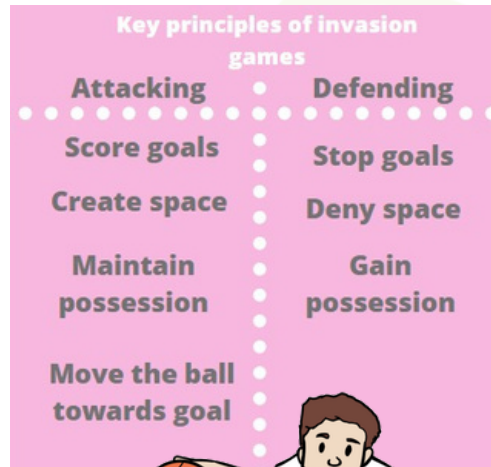 Key principles of invasion
games
Attacking
Defending
Score goals
Stop goals
Create space
Deny space
Maintain
possession
Gain
possession
Move the ball
towards goal